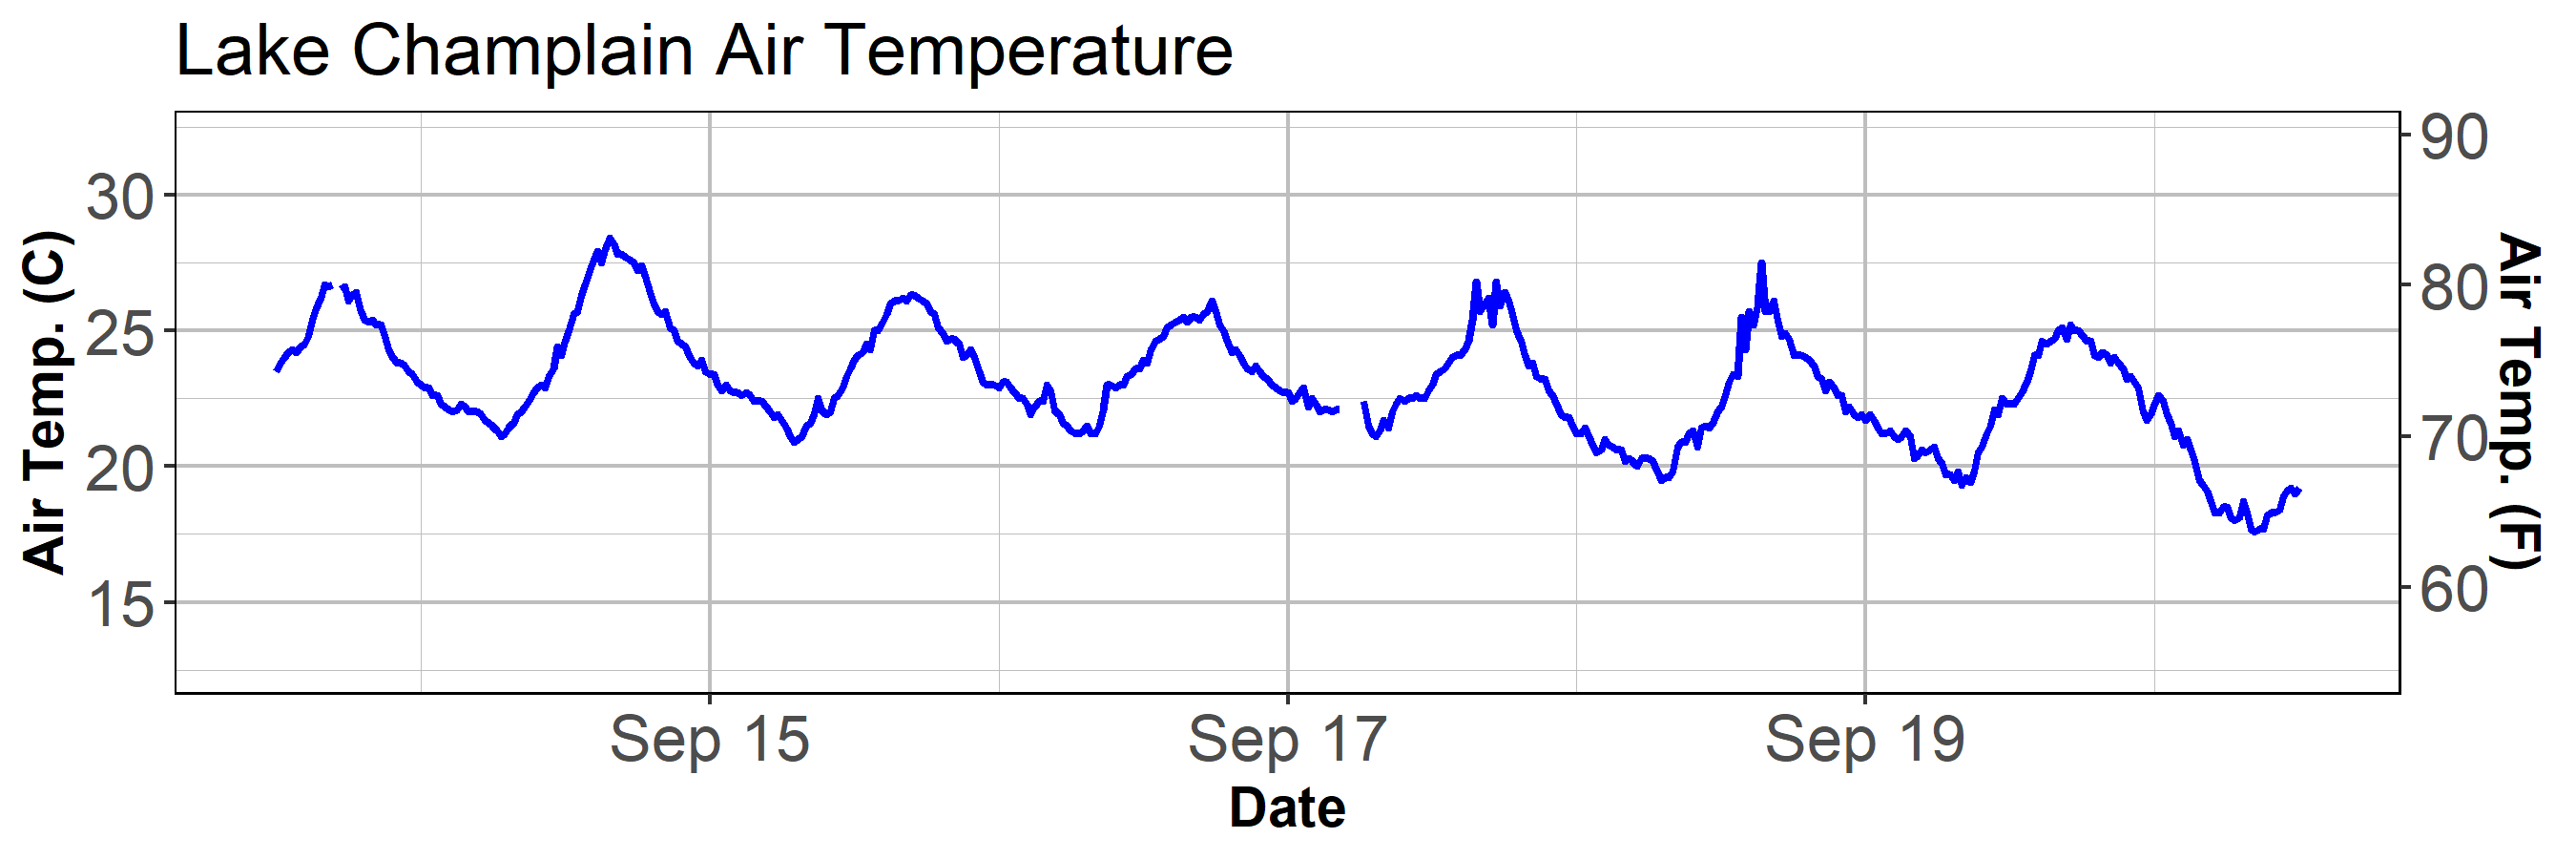 Lake Champlain Air Temperature
Air Temp. (C)
30
25
20
15
90
80
70
60
Air Temp. (F)
Sep 15
Sep 17
Sep 19
Date